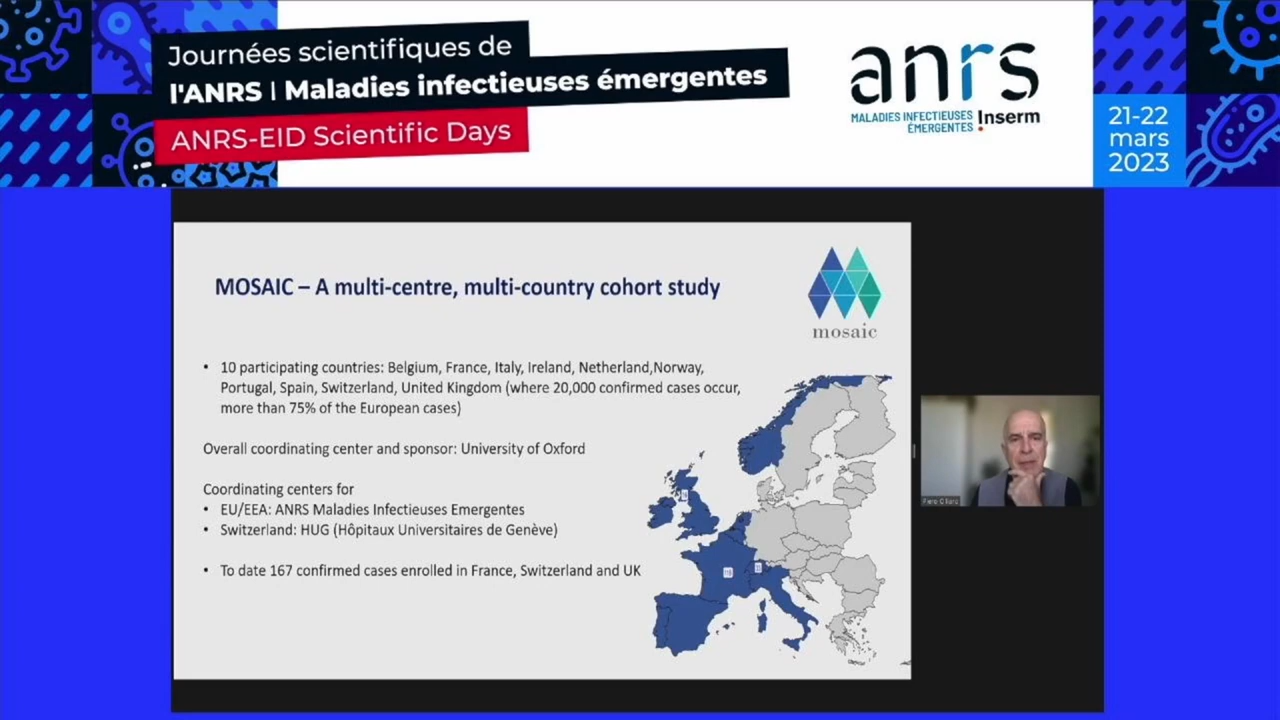 Journées scientifiques de
l'ANRS | Maladies infectieuses émergentes
ANRS-EID Scientific Days
anrs
MALADIES INFECTIEUSES
ÉMERGENTES Inserm
21-22
mars
2023
MOSAIC – A multi-centre, multi-country cohort study
mosaic
• 10 participating countries: Belgium, France, Italy, Ireland, Netherland,Norway,
Portugal, Spain, Switzerland, United Kingdom (where 20,000 confirmed cases occur,
more than 75% of the European cases)
Overall coordinating center and sponsor: University of Oxford
Coordinating centers for
• EU/EEA: ANRS Maladies Infectieuses Emergentes
• Switzerland: HUG (Hôpitaux Universitaires de Genève)
• To date 167 confirmed cases enrolled in France, Switzerland and UK